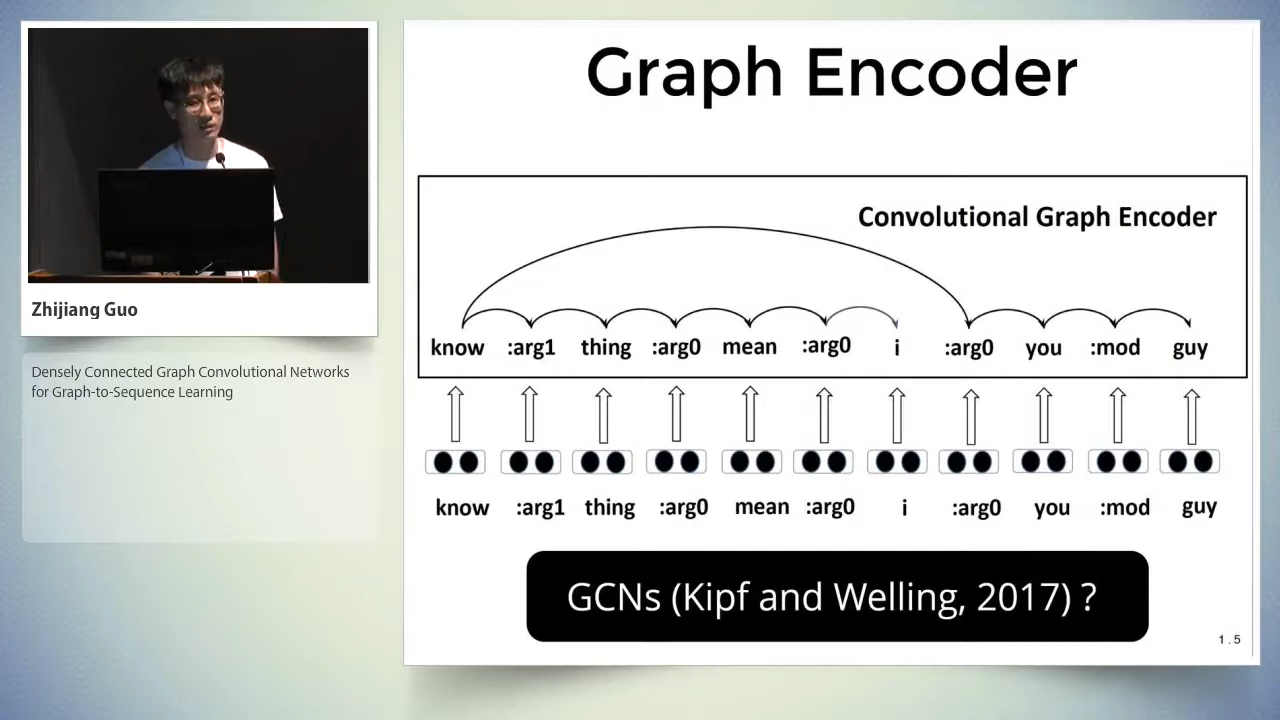 Graph Encoder
Convolutional Graph Encoder
know :arg1 thing :arg0 mean :arg0 i :arg0 you :mod guy
know :arg1 thing :arg0 mean :arg0 i :arg0 you :mod guy
GCNs (Kipf and Welling, 2017) ?
1 . 5
Zhijiang Guo
Densely Connected Graph Convolutional Networks
for Graph-to-Sequence Learning